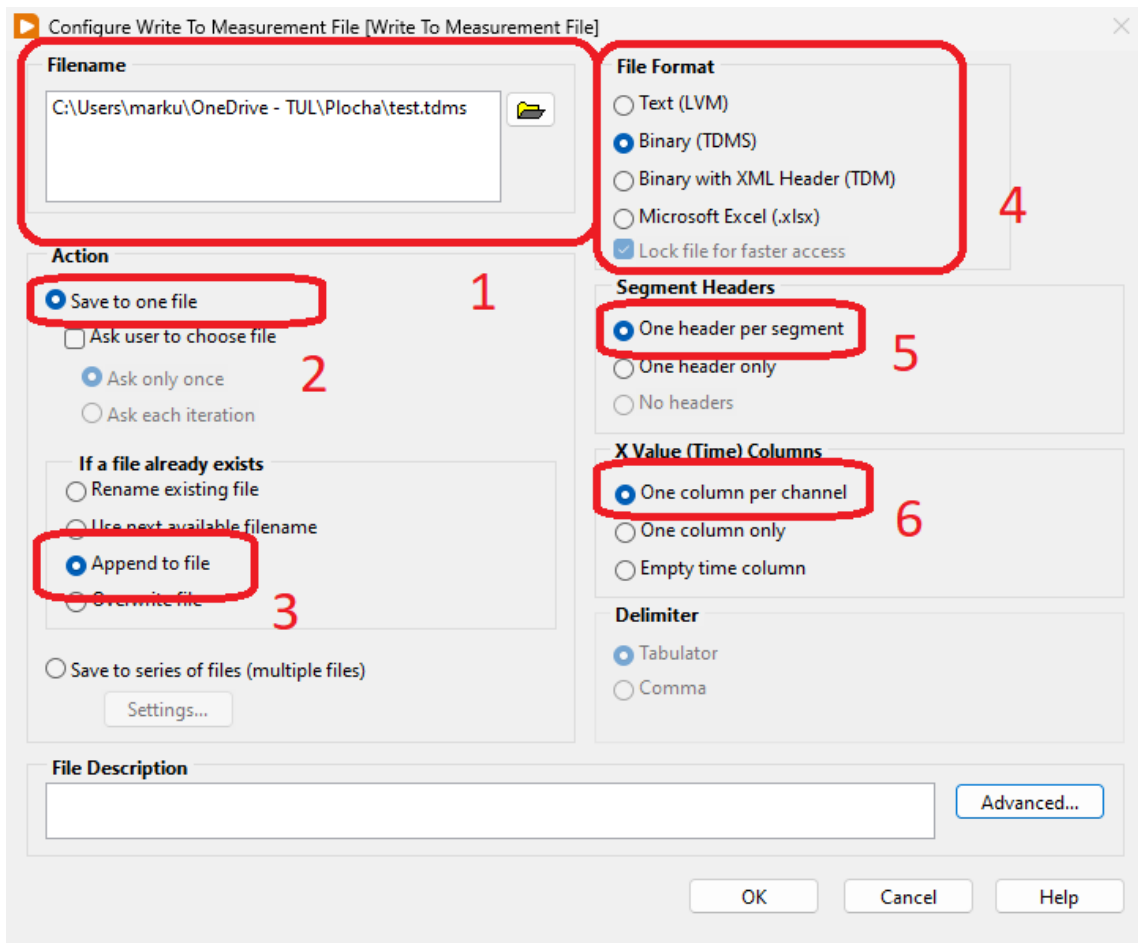 Configure Write To Measurement File [Write To Measurement File]
Filename
C:\Users\marku\OneDrive - TUL\Plocha\test.tdms
1
Action
Save to one file
Ask user to choose file
2
Ask only once
Ask each iteration
If a file already exists
Rename existing file
Use next available filename
Append to file
Overwrite file
3
Save to series of files (multiple files)
Settings...
File Format
Text (LVM)
Binary (TDMS)
Binary with XML Header (TDM)
4
Microsoft Excel (.xlsx)
Lock file for faster access
Segment Headers
One header per segment
5
One header only
No headers
X Value (Time) Columns
One column per channel
6
One column only
Empty time column
Delimiter
Tabulator
Comma
File Description
Advanced...
OK Cancel Help